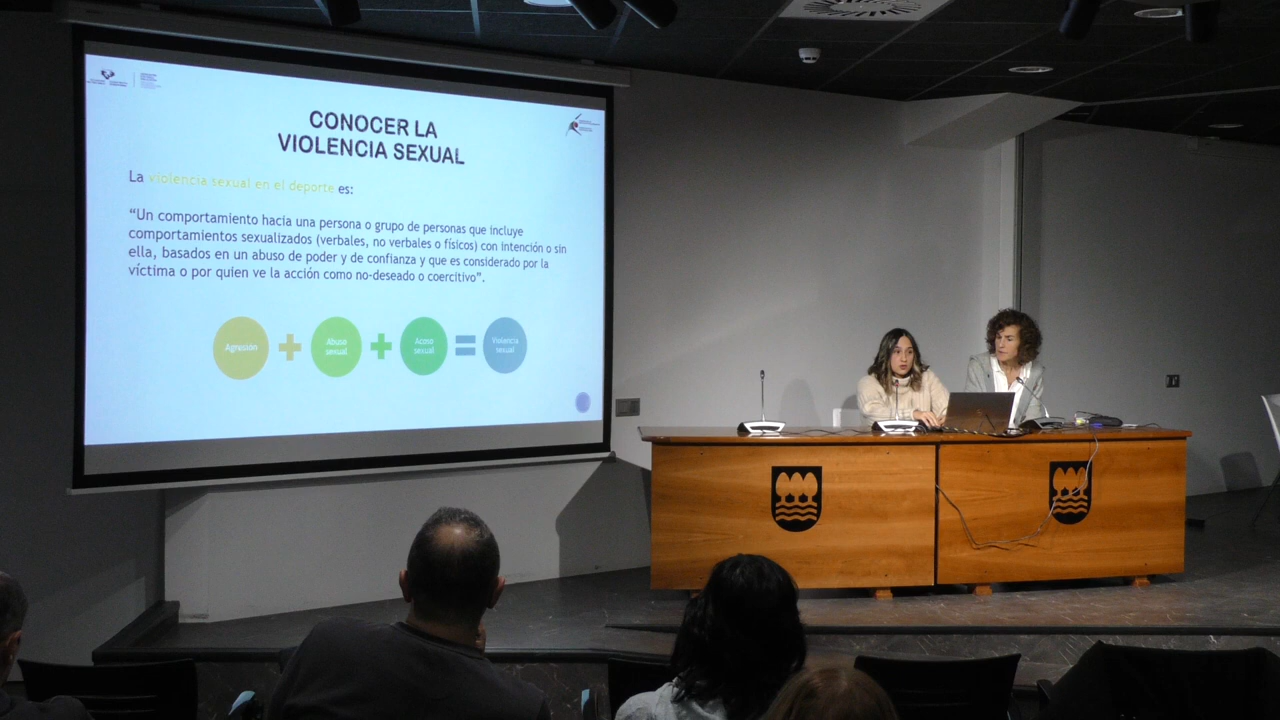 CONOCER LA
VIOLENCIA SEXUAL
La violencia sexual en el deporte es:
“Un comportamiento hacia una persona o grupo de personas que incluye
comportamientos sexualizados (verbales, no verbales o físicos) con intención o sin
ella, basados en un abuso de poder y de confianza y que es considerado por la
víctima o por quien ve la acción como no-deseado o coercitivo”.
Agresión + Abuso sexual + Acoso sexual = Violencia sexual